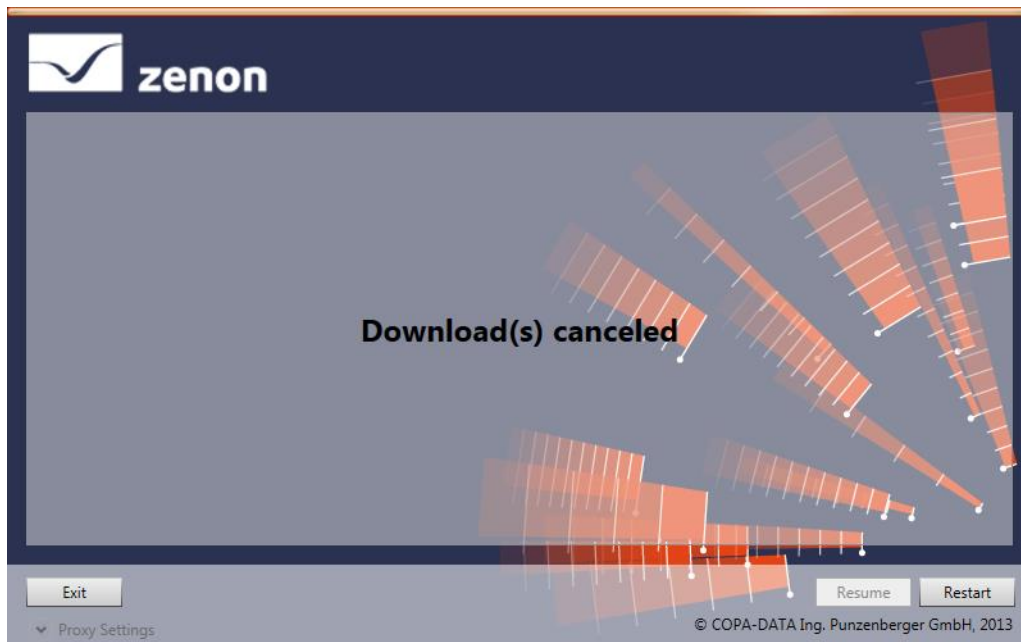 zenon
Download(s) canceled
Exit
Resume
Restart
Proxy Settings
© COPA-DATA Ing. Punzenberger GmbH, 2013